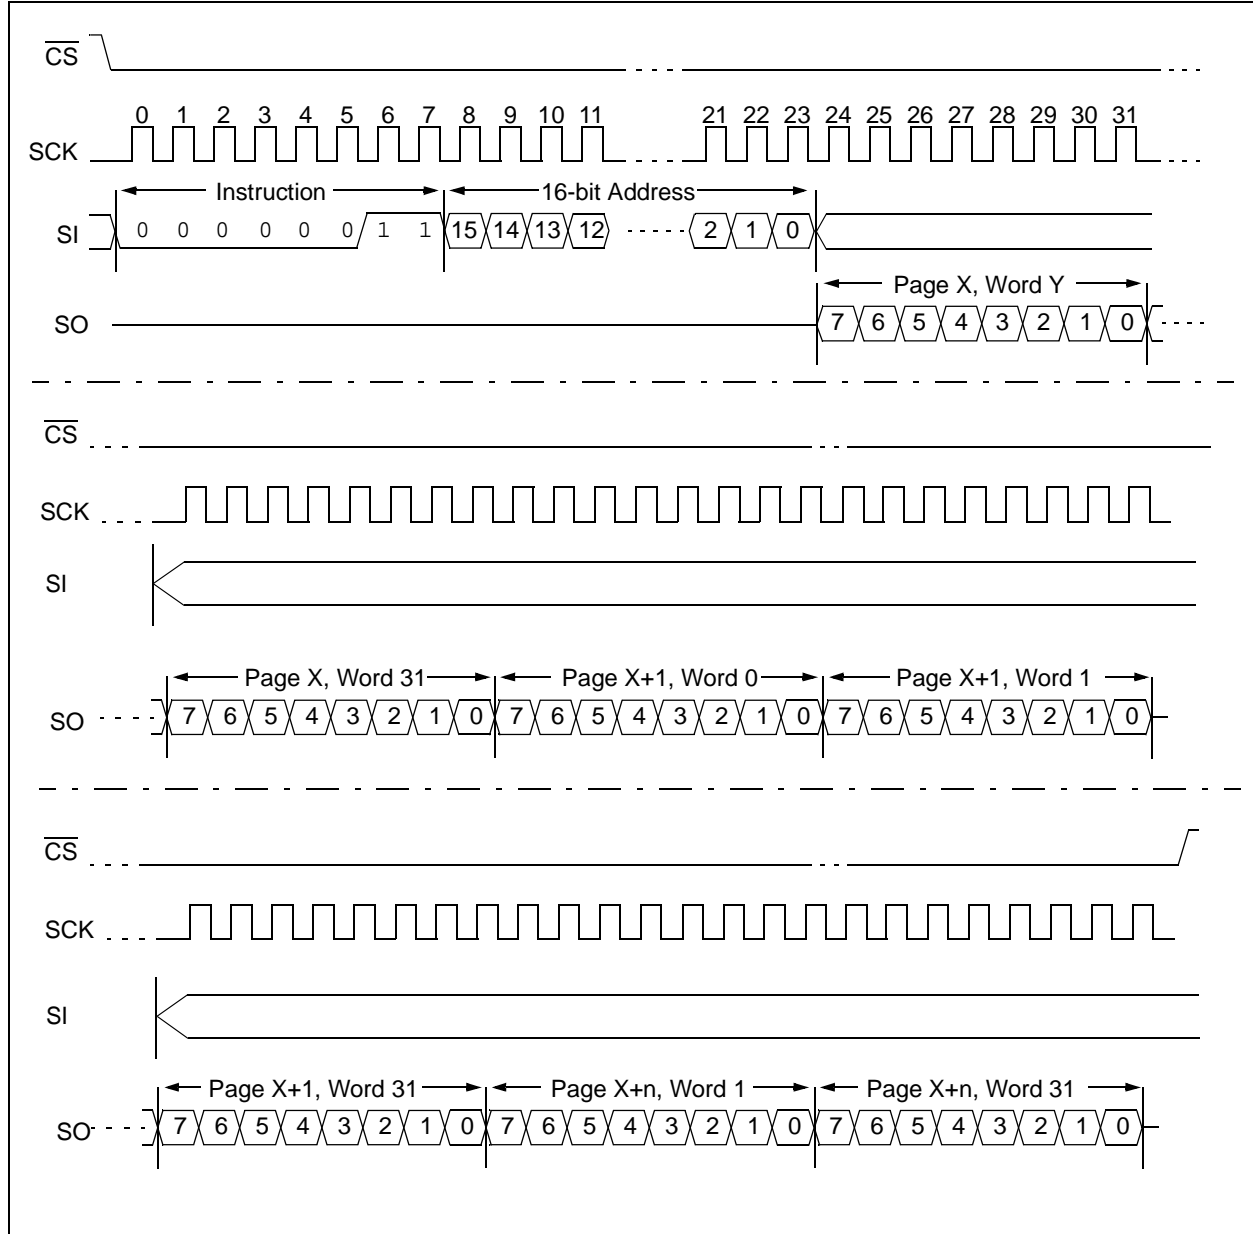 CS
0 1 2 3 4 5 6 7 8 9 10 11 21 22 23 24 25 26 27 28 29 30 31
SCK
Instruction 16-bit Address
SI 0 0 0 0 0 0 1 1 15 14 13 12 2 1 0
Page X, Word Y
SO 7 6 5 4 3 2 1 0
CS
SCK
SI
Page X, Word 31 Page X+1, Word 0 Page X+1, Word 1
SO 7 6 5 4 3 2 1 0 7 6 5 4 3 2 1 0 7 6 5 4 3 2 1 0
CS
SCK
SI
Page X+1, Word 31 Page X+n, Word 1 Page X+n, Word 31
SO 7 6 5 4 3 2 1 0 7 6 5 4 3 2 1 0 7 6 5 4 3 2 1 0